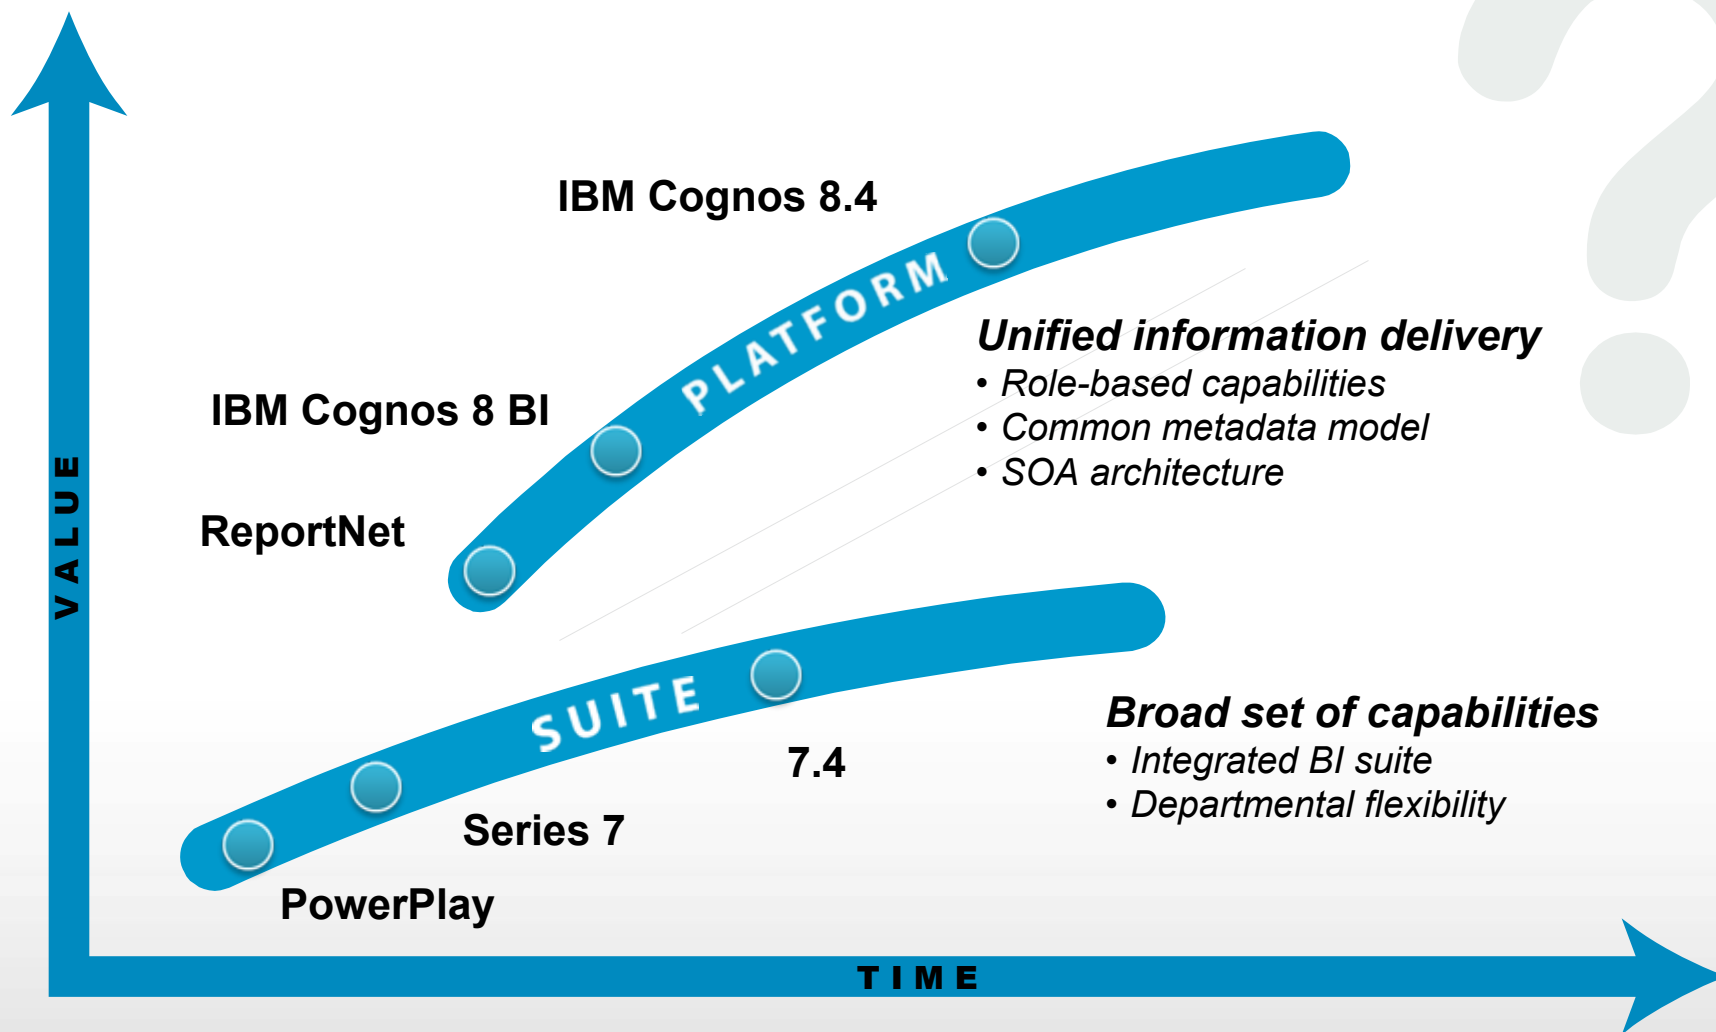 IBM Cognos 8.4
PLATFORM
Unified information delivery
• Role-based capabilities
• Common metadata model
• SOA architecture
IBM Cognos 8 BI
ReportNet
VALUE
SUITE
7.4
Broad set of capabilities
• Integrated BI suite
• Departmental flexibility
Series 7
PowerPlay
TIME
?